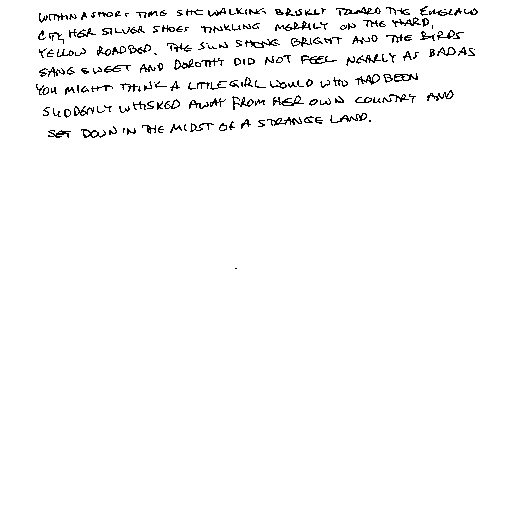 WITHIN A SHORT TIME SHE WALKING BRISKLY TOWARD THE EMERALD
CITY, HER SILVER SHOES TINKLING MERRILY ON THE HARD,
YELLOW ROADBED. THE SUN SHONE BRIGHT AND THE BIRDS
SANG SWEET AND DOROTHY DID NOT FEEL NEARLY AS BAD AS
YOU MIGHT THINK A LITTLE GIRL WOULD WHO HAD BEEN
SUDDENLY WHISKED AWAY FROM HER OWN COUNTRY AND
SET DOWN IN THE MIDST OF A STRANGE LAND.